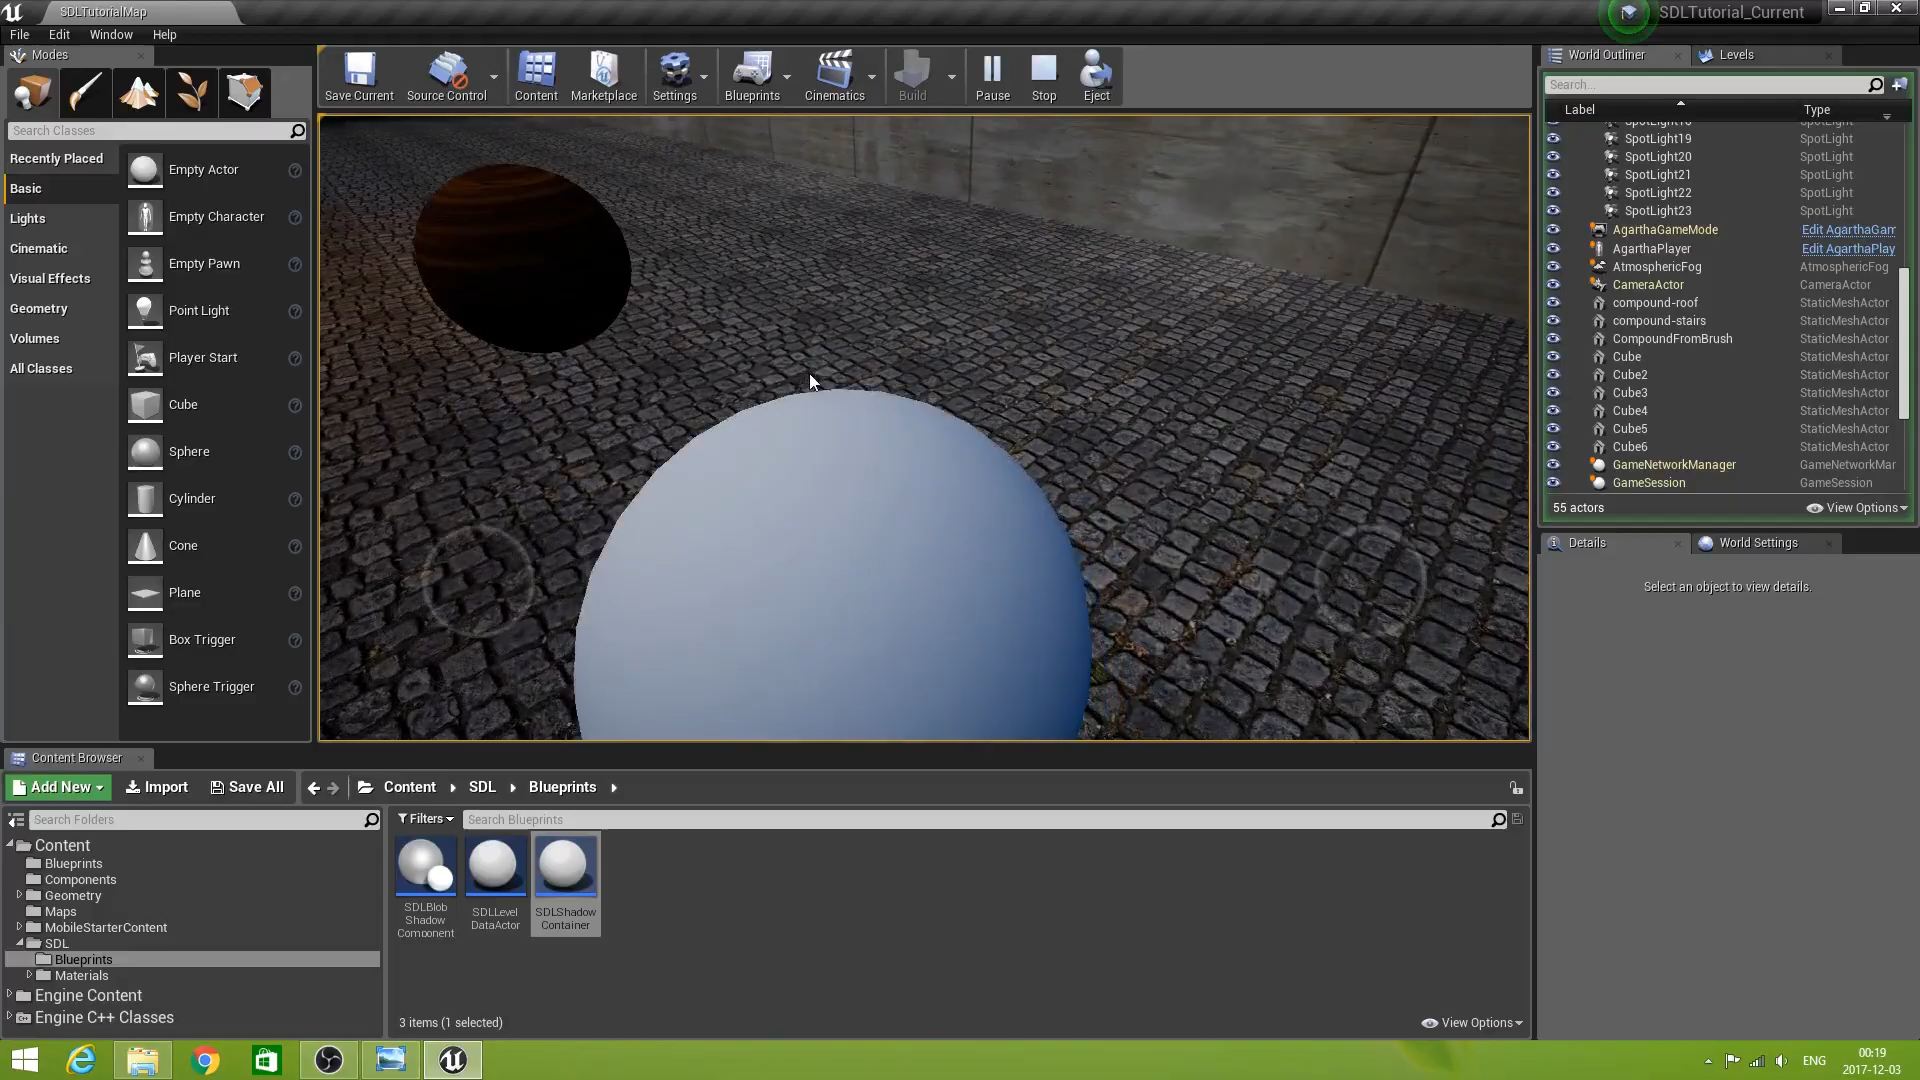 SDLTutorialMap
SDLTutorial_Current
File Edit Window Help
Modes
Search Classes
Recently Placed
Basic
Lights
Cinematic
Visual Effects
Geometry
Volumes
All Classes
Empty Actor
Empty Character
Empty Pawn
Point Light
Player Start
Cube
Sphere
Cylinder
Cone
Plane
Box Trigger
Sphere Trigger
Save Current Source Control Content Marketplace Settings Blueprints Cinematics Build Pause Stop Eject
World Outliner Levels
Search...
Label Type
SpotLight18 SpotLight
SpotLight19 SpotLight
SpotLight20 SpotLight
SpotLight21 SpotLight
SpotLight22 SpotLight
SpotLight23 SpotLight
AgarthaGameMode Edit AgarthaGam
AgarthaPlayer Edit AgarthaPlay
AtmosphericFog AtmosphericFog
CameraActor CameraActor
compound-roof StaticMeshActor
compound-stairs StaticMeshActor
CompoundFromBrush StaticMeshActor
Cube StaticMeshActor
Cube2 StaticMeshActor
Cube3 StaticMeshActor
Cube4 StaticMeshActor
Cube5 StaticMeshActor
Cube6 StaticMeshActor
GameNetworkManager GameNetworkMar
GameSession GameSession
55 actors View Options
Details World Settings
Select an object to view details.
Content Browser
Add New Import Save All Content SDL Blueprints
Search Folders
Filters Search Blueprints
Content
Blueprints
Components
Geometry
Maps
MobileStarterContent
SDL
Blueprints
Materials
Engine Content
Engine C++ Classes
SDLBlob
Shadow
Component
SDLLevel
DataActor
SDLShadow
Container
3 items (1 selected) View Options
ENG
00:19
2017-12-03